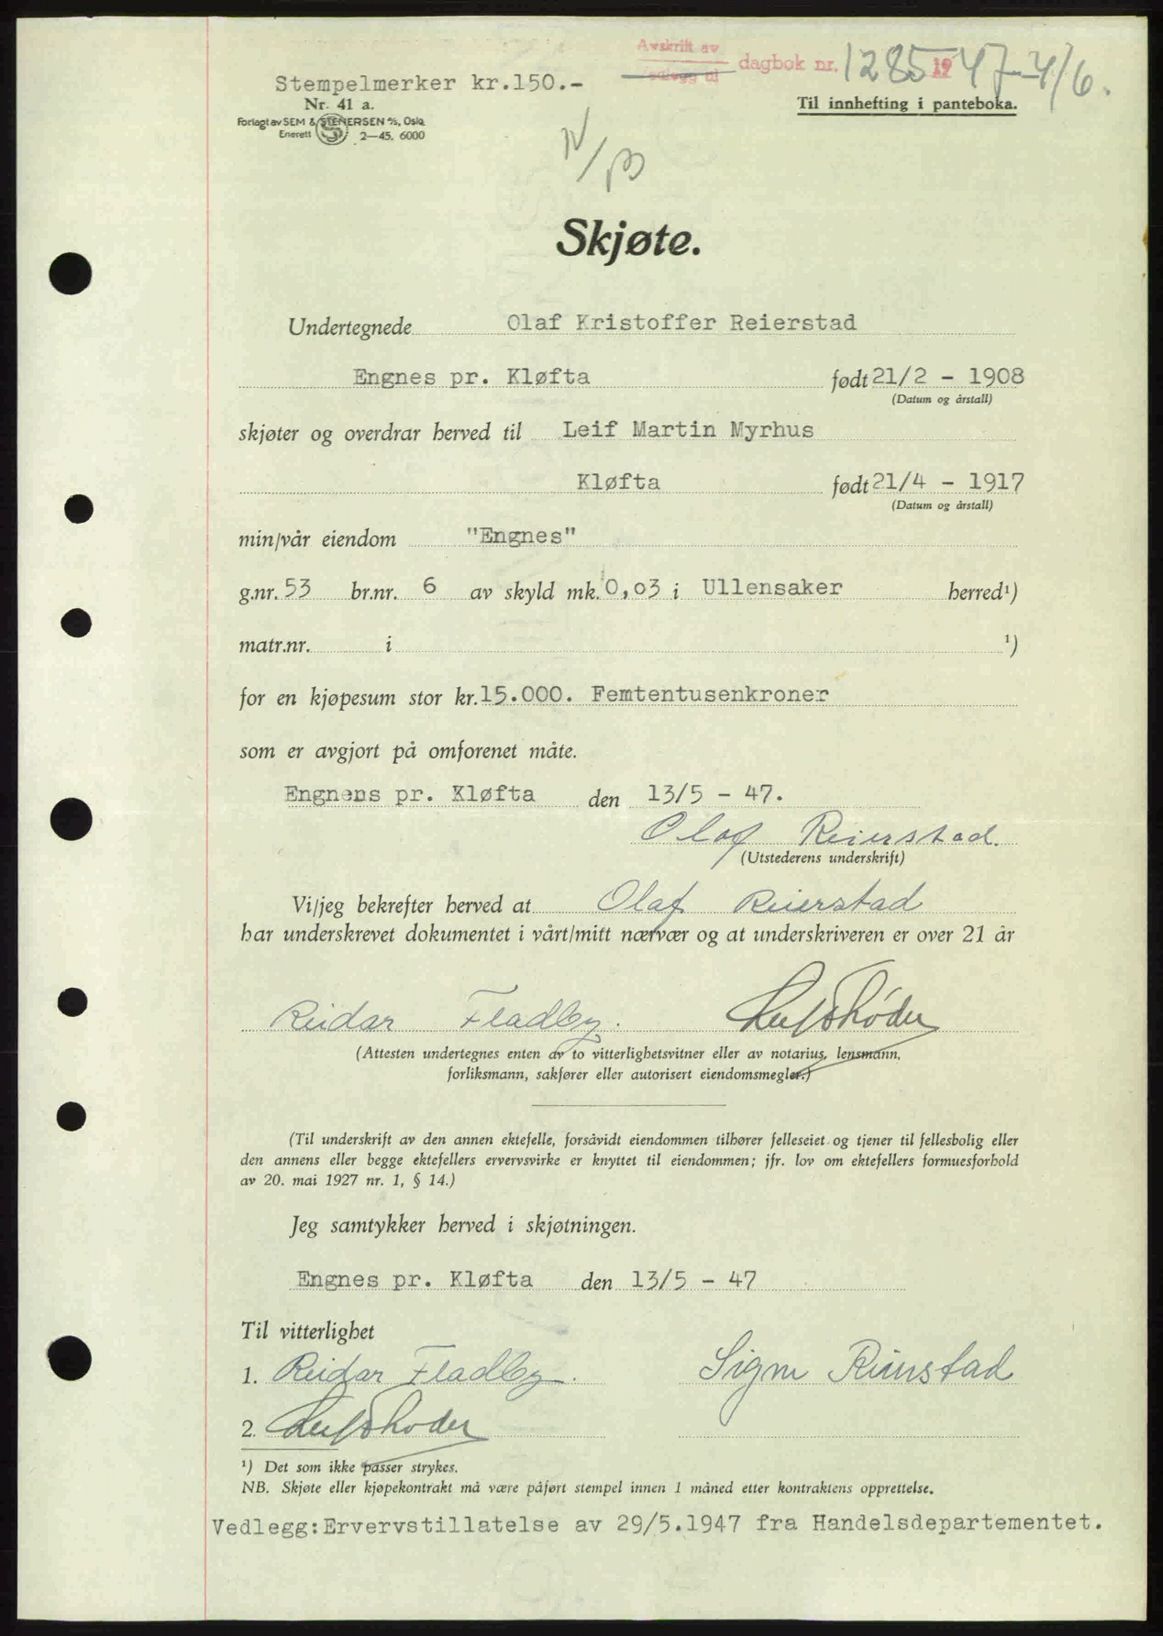 Avskrift av
dagbok nr. 1285 1947-4/6.
Stempelmerker kr.150.-
Nr. 41 a.
Til innhefting i panteboka.
Forlagt av SEM & STENERSEN A/S, Oslo
Enerett 2—45. 6000
Skjøte.
Undertegnede Olaf Kristoffer Reierstad
Engnes pr. Kløfta født 21/2 - 1908
(Datum og årstall)
skjøter og overdrar herved til Leif Martin Myrhus
Kløfta født 21/4 - 1917
(Datum og årstall)
min/vår eiendom "Engnes"
g.nr. 53 br.nr. 6 av skyld mk. 0,03 i Ullensaker herred¹)
matr.nr. i ¹)
for en kjøpesum stor kr. 15.000. Femtentusenkroner
som er avgjort på omforenet måte.
Engnens pr. Kløfta den 13/5 - 47.
Olaf Reierstad.
(Utstederens underskrift)
Vi/jeg bekrefter herved at Olaf Reierstad
har underskrevet dokumentet i vårt/mitt nærvær og at underskriveren er over 21 år
Reidar Fladby.
(Attesten undertegnes enten av to vitterlighetsvitner eller av notarius, lensmann,
forliksmann, sakfører eller autorisert eiendomsmegler.)
(Til underskrift av den annen ektefelle, forsåvidt eiendommen tilhører felleseiet og tjener til fellesbolig eller
den annens eller begge ektefellers ervervsvirke er knyttet til eiendommen; jfr. lov om ektefellers formuesforhold
av 20. mai 1927 nr. 1, § 14.)
Jeg samtykker herved i skjøtningen.
Engnes pr. Kløfta den 13/5 - 47
Til vitterlighet
1. Reidar Fladby.
2.
¹) Det som ikke passer strykes.
NB. Skjøte eller kjøpekontrakt må være påført stempel innen 1 måned etter kontraktens opprettelse.
Vedlegg: Ervervstillatelse av 29/5.1947 fra Handelsdepartementet.